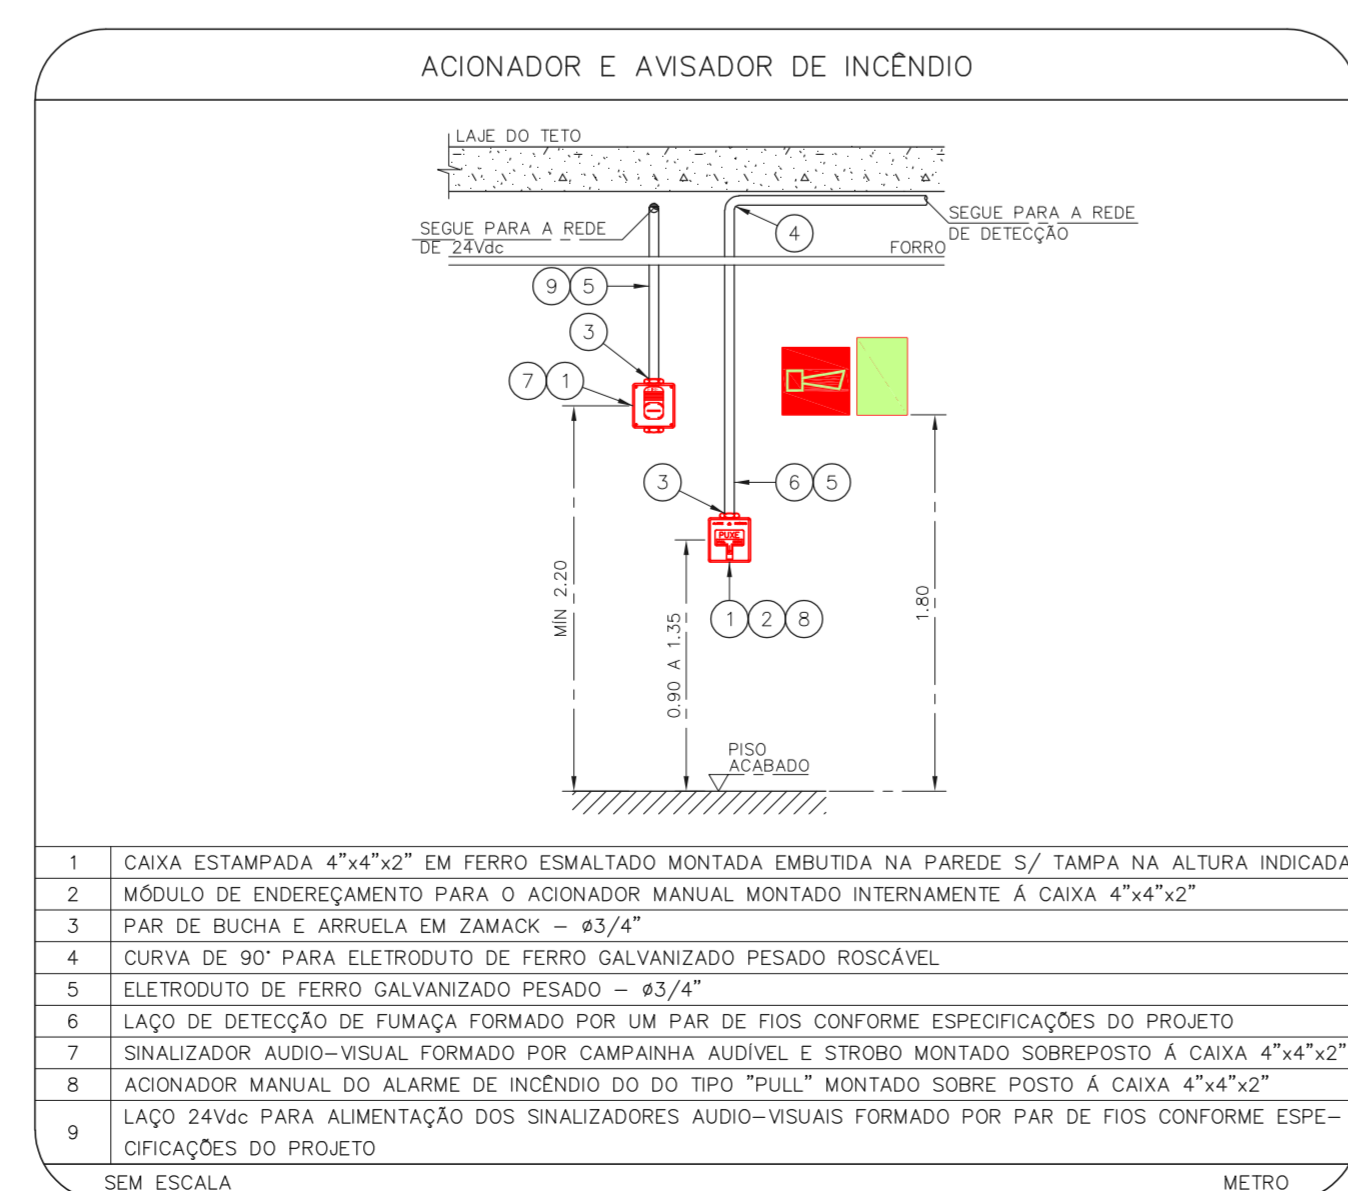 ACIONADOR E AVISADOR DE INCÊNDIO
LAJE DO TETO
SEGUE PARA A REDE
DE 24Vdc
SEGUE PARA A REDE
DE DETECÇÃO
4
FORRO
9 5
3
7 1
3
6 5
PUXE
1 2 8
MÍN 2.20
0.90 A 1.35
1.80
PISO
ACABADO
1 CAIXA ESTAMPADA 4”x4”x2” EM FERRO ESMALTADO MONTADA EMBUTIDA NA PAREDE S/ TAMPA NA ALTURA INDICADA
2 MÓDULO DE ENDEREÇAMENTO PARA O ACIONADOR MANUAL MONTADO INTERNAMENTE Á CAIXA 4”x4”x2”
3 PAR DE BUCHA E ARRUELA EM ZAMACK – ø3/4”
4 CURVA DE 90° PARA ELETRODUTO DE FERRO GALVANIZADO PESADO ROSCÁVEL
5 ELETRODUTO DE FERRO GALVANIZADO PESADO – ø3/4”
6 LAÇO DE DETECÇÃO DE FUMAÇA FORMADO POR UM PAR DE FIOS CONFORME ESPECIFICAÇÕES DO PROJETO
7 SINALIZADOR AUDIO–VISUAL FORMADO POR CAMPAINHA AUDÍVEL E STROBO MONTADO SOBREPOSTO Á CAIXA 4”x4”x2”
8 ACIONADOR MANUAL DO ALARME DE INCÊNDIO DO DO TIPO ”PULL” MONTADO SOBRE POSTO Á CAIXA 4”x4”x2”
9 LAÇO 24Vdc PARA ALIMENTAÇÃO DOS SINALIZADORES AUDIO–VISUAIS FORMADO POR PAR DE FIOS CONFORME ESPE–
CIFICAÇÕES DO PROJETO
SEM ESCALA
METRO